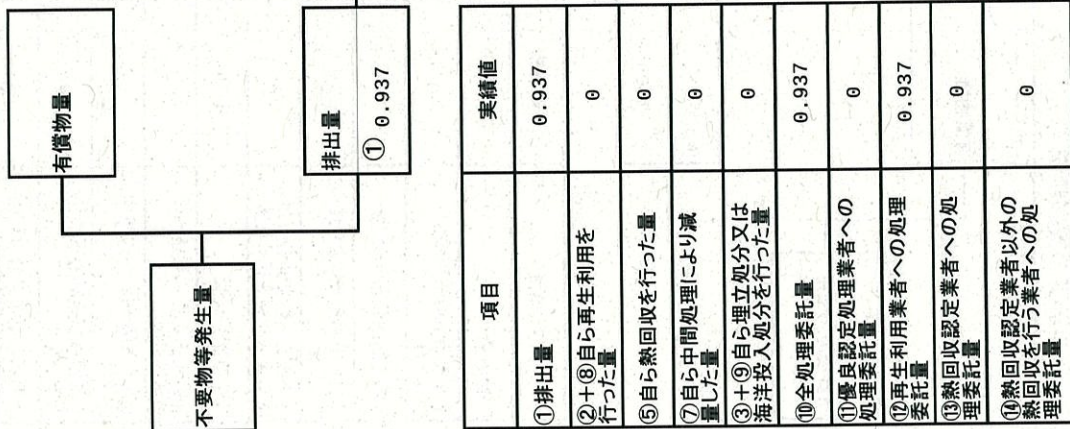 不要物等発生量
有償物量
排出量
① 0.937
項目 実績値
①排出量 0.937
②+⑧自ら再生利用を
行った量 0
⑤自ら熱回収を行った量 0
⑦自ら中間処理により減
量した量 0
③+⑨自ら埋立処分又は
海洋投入処分を行った量 0
⑩全処理委託量 0.937
⑪優良認定処理業者への
処理委託量 0
⑫再生利用業者への処理
委託量 0.937
⑬熱回収認定業者への処
理委託量 0
⑭熱回収認定業者以外の
熱回収を行う業者への処
理委託量 0